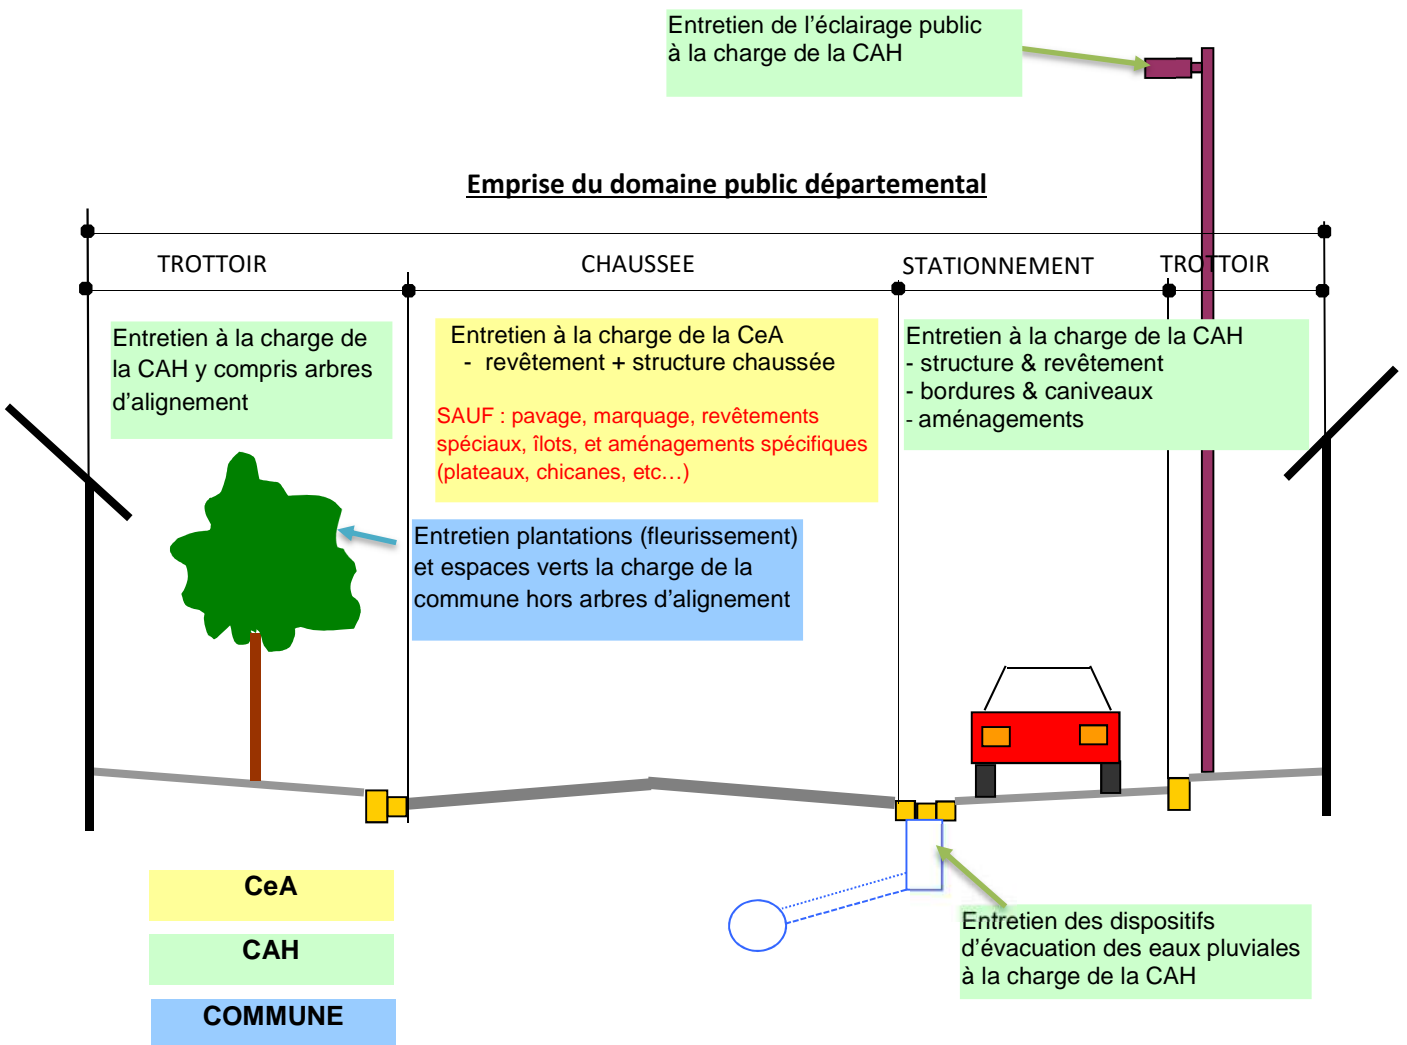 Entretien de l'éclairage public
à la charge de la CAH
Emprise du domaine public départemental
TROTTOIR
CHAUSSEE
STATIONNEMENT
TROTTOIR
Entretien à la charge de
la CAH y compris arbres
d'alignement
Entretien à la charge de la CeA
- revêtement + structure chaussée
SAUF : pavage, marquage, revêtements
spéciaux, îlots, et aménagements spécifiques
(plateaux, chicanes, etc…)
Entretien à la charge de la CAH
- structure & revêtement
- bordures & caniveaux
- aménagements
Entretien plantations (fleurissement)
et espaces verts la charge de la
commune hors arbres d'alignement
Entretien des dispositifs
d'évacuation des eaux pluviales
à la charge de la CAH
CeA
CAH
COMMUNE